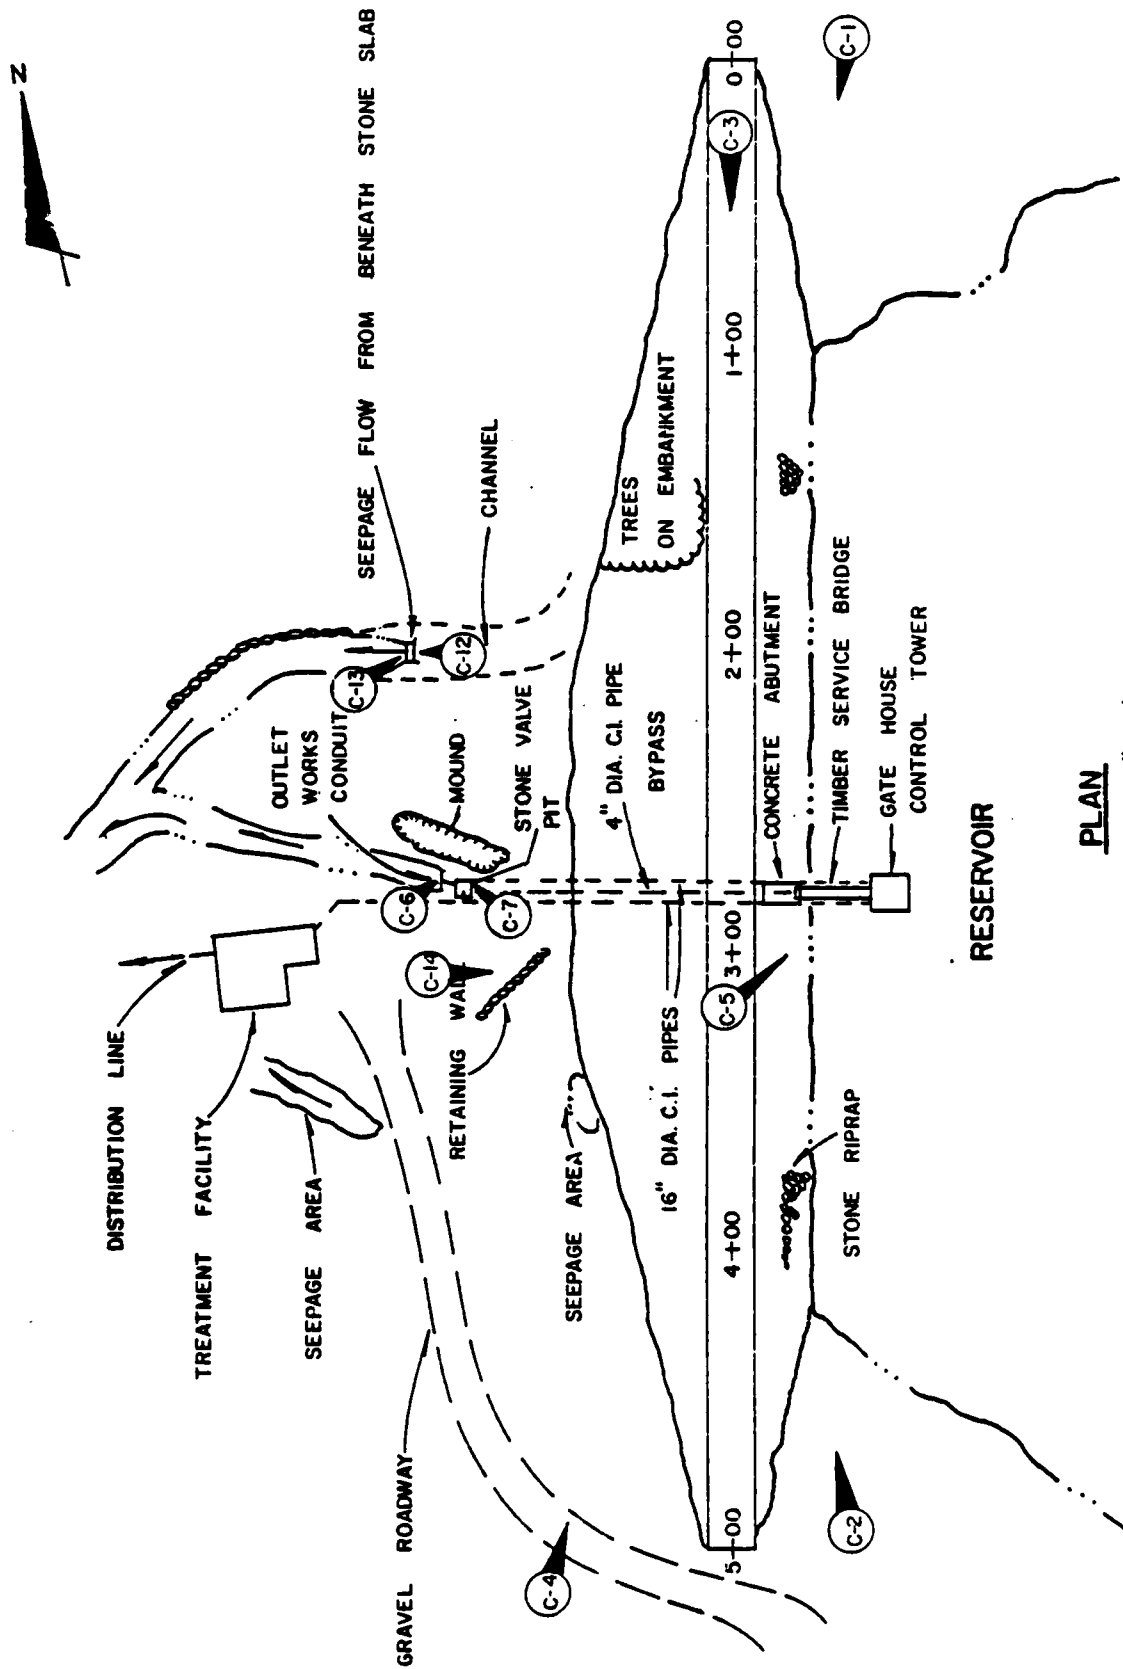 N
SEEPAGE FLOW FROM BENEATH STONE SLAB
C-13
C-12
CHANNEL
OUTLET
WORKS
CONDUIT
MOUND
STONE VALVE
PIT
C-6
C-7
DISTRIBUTION LINE
TREATMENT FACILITY
SEEPAGE AREA
GRAVEL ROADWAY
C-14
RETAINING WALL
SEEPAGE AREA
C-4
TREES
ON EMBANKMENT
4" DIA. C.I. PIPE
BYPASS
16" DIA. C.I. PIPES
5+00
4+00
3+00
2+00
1+00
0+00
C-3
C-5
C-1
C-2
CONCRETE ABUTMENT
TIMBER SERVICE BRIDGE
GATE HOUSE
CONTROL TOWER
STONE RIPRAP
RESERVOIR
PLAN